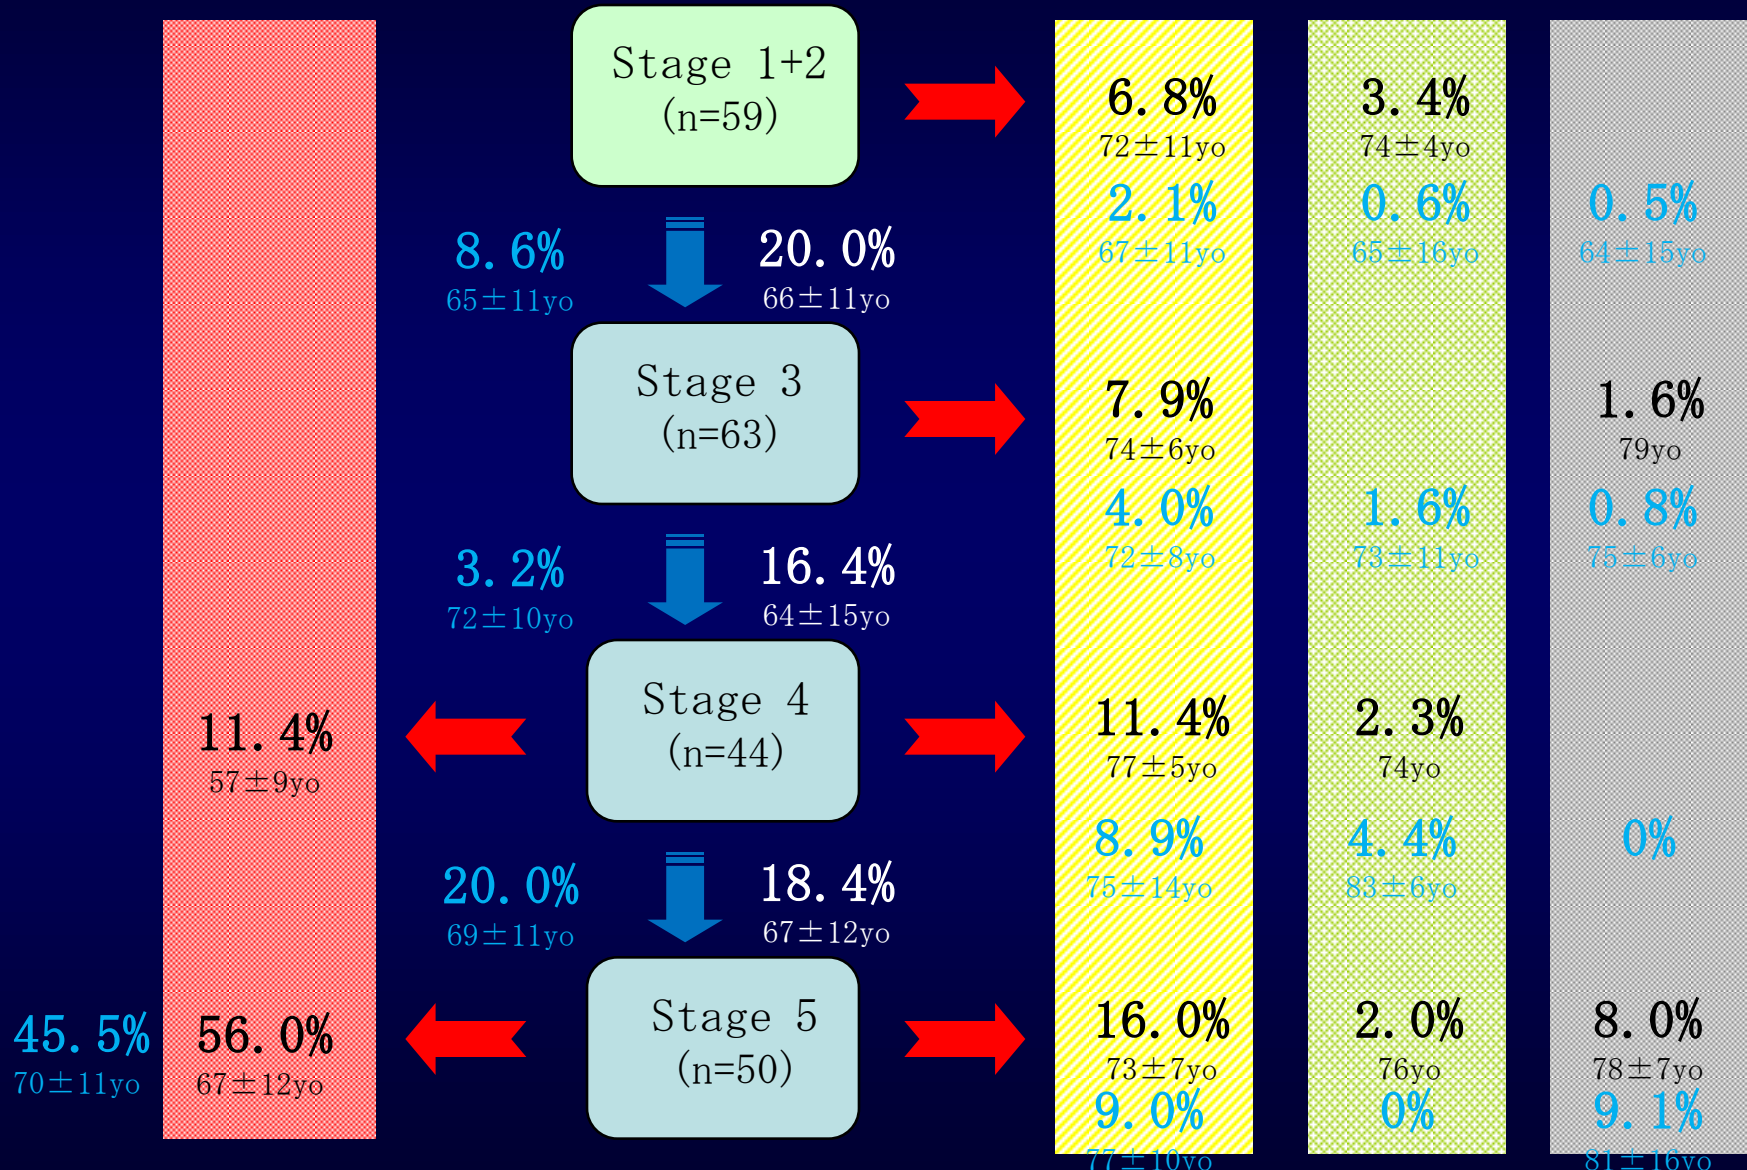 Stage 1+2
(n=59)
6.8%
72±11yo
3.4%
74±4yo
2.1%
67±11yo
0.6%
65±16yo
0.5%
64±15yo
8.6%
65±11yo
20.0%
66±11yo
Stage 3
(n=63)
7.9%
74±6yo
1.6%
79yo
4.0%
72±8yo
1.6%
73±11yo
0.8%
75±6yo
3.2%
72±10yo
16.4%
64±15yo
11.4%
57±9yo
Stage 4
(n=44)
11.4%
77±5yo
2.3%
74yo
8.9%
75±14yo
4.4%
83±6yo
0%
20.0%
69±11yo
18.4%
67±12yo
45.5%
70±11yo
56.0%
67±12yo
Stage 5
(n=50)
16.0%
73±7yo
2.0%
76yo
8.0%
78±7yo
9.0%
77±10yo
0%
9.1%
81±16yo